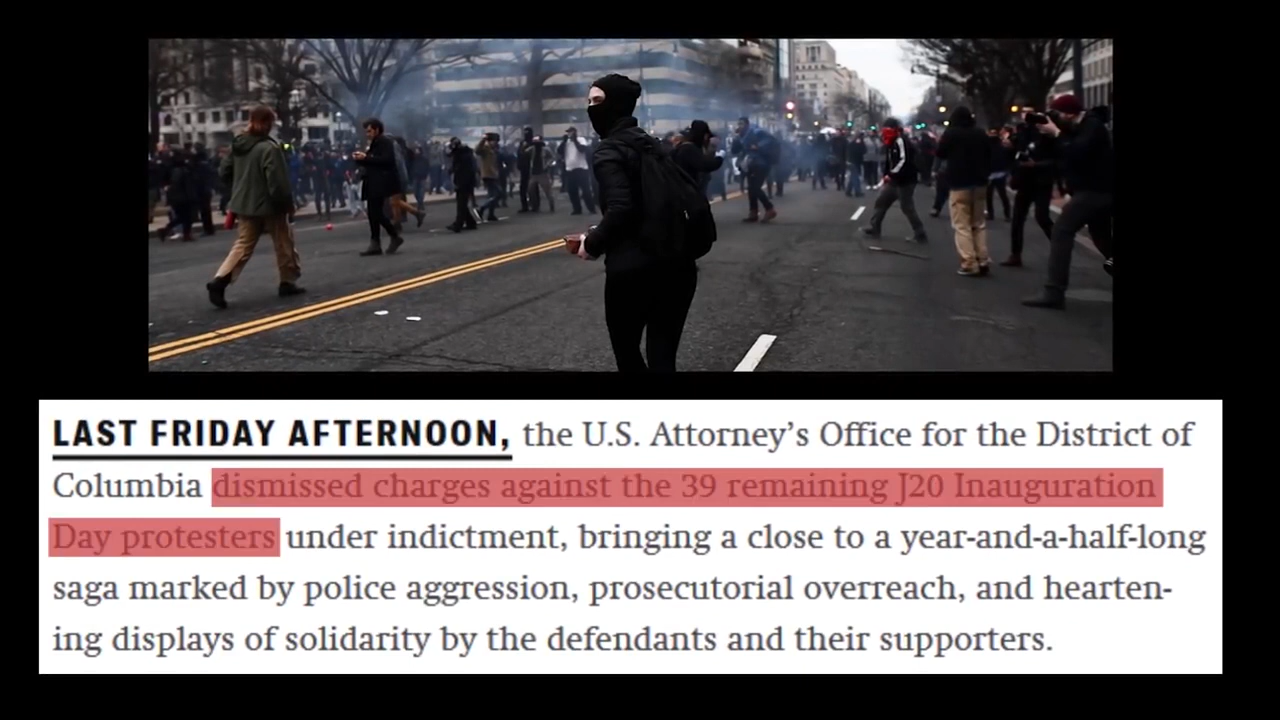 LAST FRIDAY AFTERNOON, the U.S. Attorney’s Office for the District of
Columbia dismissed charges against the 39 remaining J20 Inauguration
Day protesters under indictment, bringing a close to a year-and-a-half-long
saga marked by police aggression, prosecutorial overreach, and hearten-
ing displays of solidarity by the defendants and their supporters.